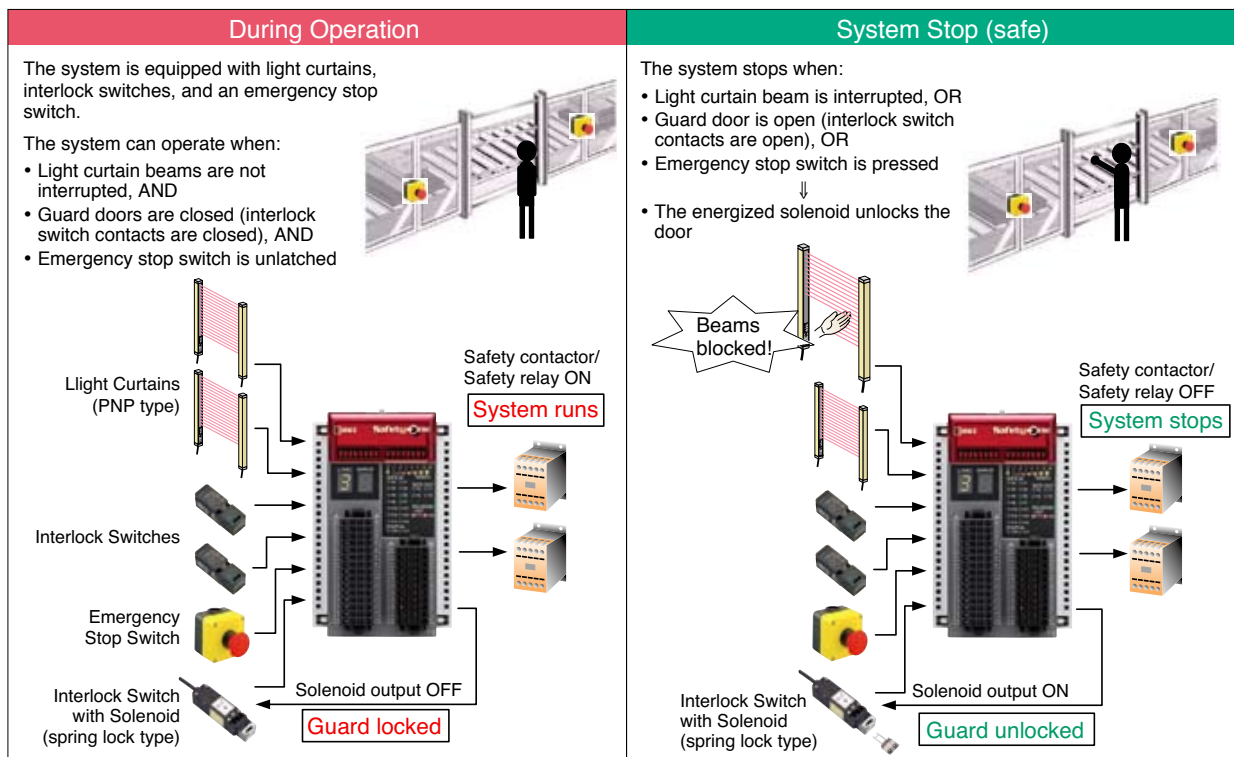 During Operation
The system is equipped with light curtains,
interlock switches, and an emergency stop
switch.
The system can operate when:
• Light curtain beams are not
interrupted, AND
• Guard doors are closed (interlock
switch contacts are closed), AND
• Emergency stop switch is unlatched
Llight Curtains
(PNP type)
Safety contactor/
Safety relay ON
System runs
Interlock Switches
Emergency
Stop Switch
Interlock Switch
with Solenoid
(spring lock type)
Solenoid output OFF
Guard locked
System Stop (safe)
The system stops when:
• Light curtain beam is interrupted, OR
• Guard door is open (interlock switch
contacts are open), OR
• Emergency stop switch is pressed
⇓
• The energized solenoid unlocks the
door
Beams
blocked!
Safety contactor/
Safety relay OFF
System stops
Interlock Switch
with Solenoid
(spring lock type)
Solenoid output ON
Guard unlocked